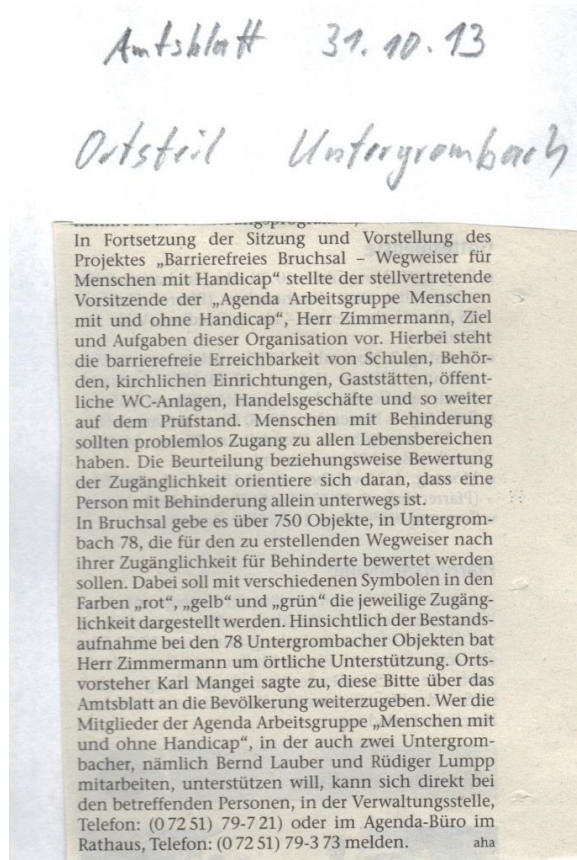 Amtsblatt 31.10.13
Ortsteil Untergrombach
In Fortsetzung der Sitzung und Vorstellung des
Projektes „Barrierefreies Bruchsal – Wegweiser für
Menschen mit Handicap“ stellte der stellvertretende
Vorsitzende der „Agenda Arbeitsgruppe Menschen
mit und ohne Handicap“, Herr Zimmermann, Ziel
und Aufgaben dieser Organisation vor. Hierbei steht
die barrierefreie Erreichbarkeit von Schulen, Behör-
den, kirchlichen Einrichtungen, Gaststätten, öffent-
liche WC-Anlagen, Handelsgeschäfte und so weiter
auf dem Prüfstand. Menschen mit Behinderung
sollten problemlos Zugang zu allen Lebensbereichen
haben. Die Beurteilung beziehungsweise Bewertung
der Zugänglichkeit orientiere sich daran, dass eine
Person mit Behinderung allein unterwegs ist.
In Bruchsal gebe es über 750 Objekte, in Untergrom-
bach 78, die für den zu erstellenden Wegweiser nach
ihrer Zugänglichkeit für Behinderte bewertet werden
sollen. Dabei soll mit verschiedenen Symbolen in den
Farben „rot“, „gelb“ und „grün“ die jeweilige Zugäng-
lichkeit dargestellt werden. Hinsichtlich der Bestands-
aufnahme bei den 78 Untergrombacher Objekten bat
Herr Zimmermann um örtliche Unterstützung. Orts-
vorsteher Karl Mangei sagte zu, diese Bitte über das
Amtsblatt an die Bevölkerung weiterzugeben. Wer die
Mitglieder der Agenda Arbeitsgruppe „Menschen mit
und ohne Handicap“, in der auch zwei Untergrom-
bacher, nämlich Bernd Lauber und Rüdiger Lumpp
mitarbeiten, unterstützen will, kann sich direkt bei
den betreffenden Personen, in der Verwaltungsstelle,
Telefon: (0 72 51) 79-7 21) oder im Agenda-Büro im
Rathaus, Telefon: (0 72 51) 79-3 73 melden. aha